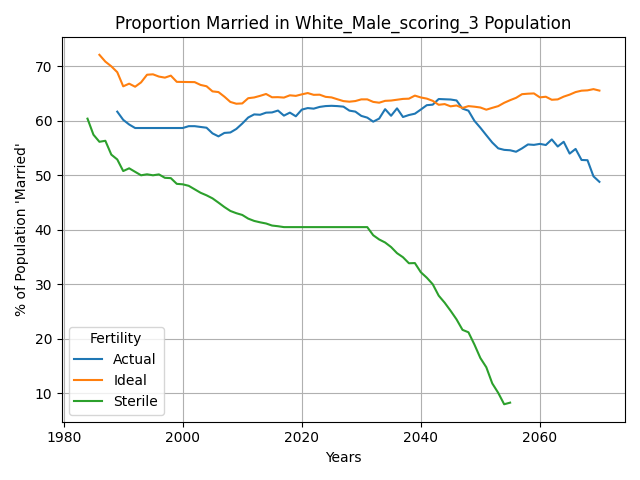 Proportion Married in White_Male_scoring_3 Population
% of Population 'Married'
70
60
50
40
30
20
10
Fertility
Actual
Ideal
Sterile
1980
2000
2020
2040
2060
Years